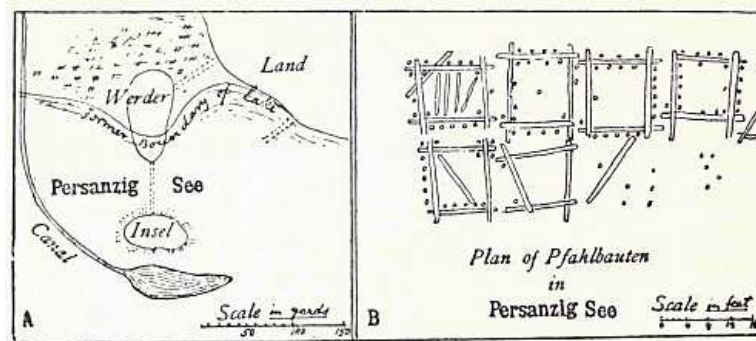 Land
Werder
former boundary of lake
Persanzig See
Insel
Canal
A
Scale in yards
50 100 150
Plan of Pfahlbauten
in
Persanzig See
B
Scale in feet